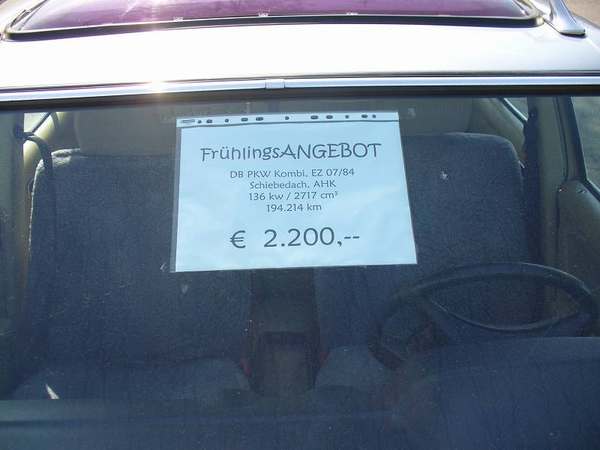 FrühlingsANGEBOT
DB PKW Kombi, EZ 07/84
Schiebedach, AHK
136 kw / 2717 cm³
194.214 km
€ 2.200,--